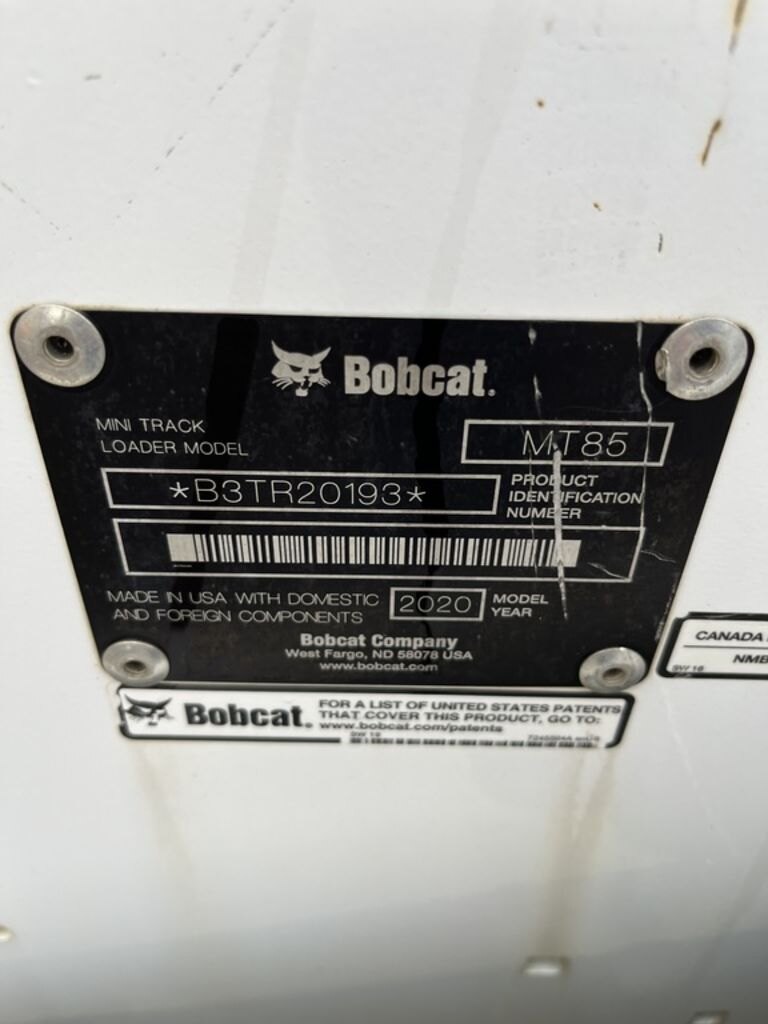 Bobcat.
MINI TRACK
LOADER MODEL
MT85
*B3TR20193*
PRODUCT
IDENTIFICATION
NUMBER
MADE IN USA WITH DOMESTIC
AND FOREIGN COMPONENTS
2020
MODEL
YEAR
Bobcat Company
West Fargo, ND 58078 USA
www.bobcat.com
CANADA
NMB
SW 16
Bobcat.
FOR A LIST OF UNITED STATES PATENTS
THAT COVER THIS PRODUCT, GO TO:
www.bobcat.com/patents